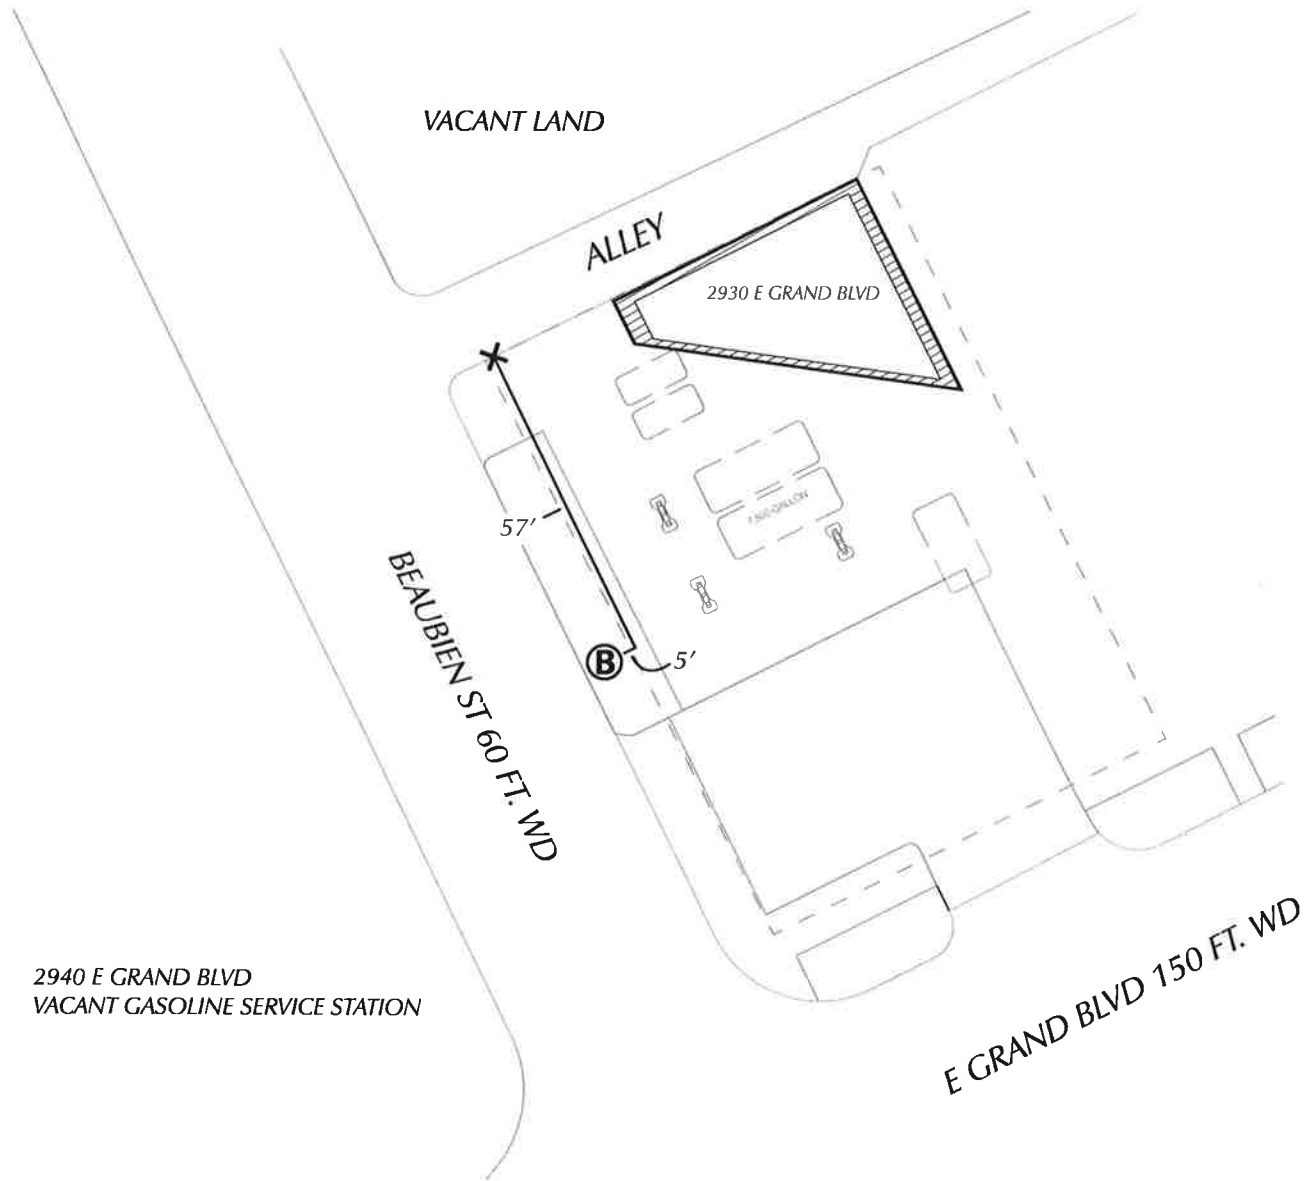 VACANT LAND
ALLEY
2930 E GRAND BLVD
57'
5'
B
BEAUBIEN ST 60 FT. WD
2940 E GRAND BLVD
VACANT GASOLINE SERVICE STATION
E GRAND BLVD 150 FT. WD